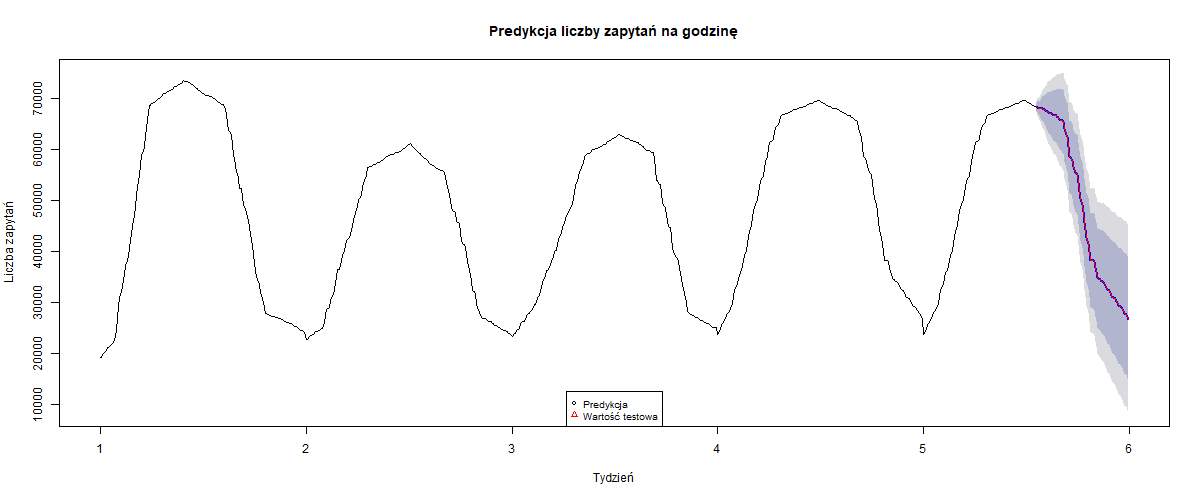 Predykcja liczby zapytań na godzinę
Liczba zapytań
70000
60000
50000
40000
30000
20000
10000
Predykcja
Wartość testowa
1 2 3 4 5 6
Tydzień